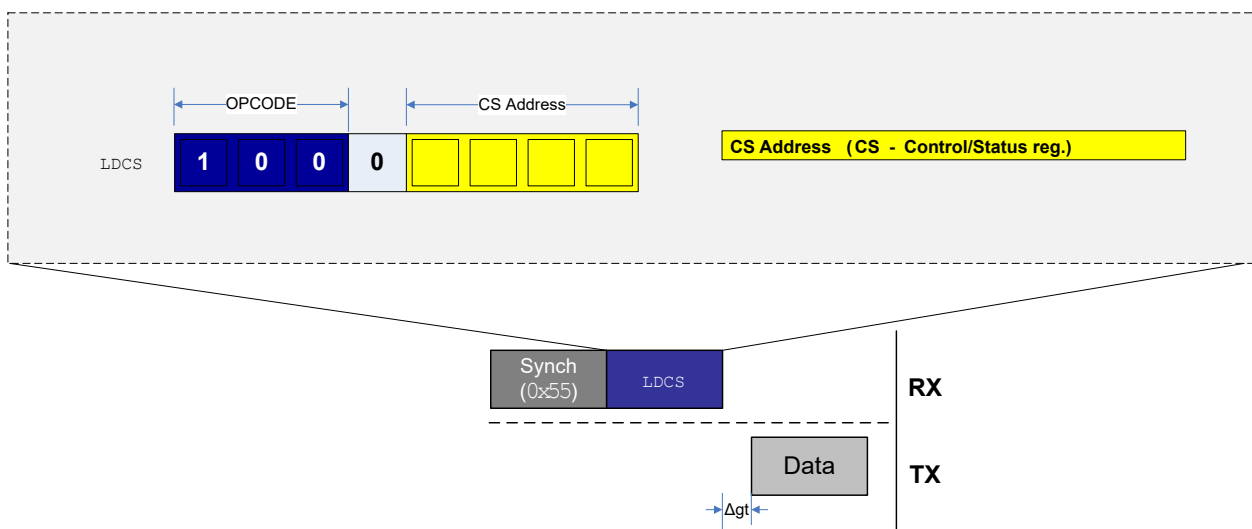 OPCODE
CS Address
LDCS
1 0 0 0
CS Address (CS - Control/Status reg.)
Synch
(0x55)
LDCS
RX
Data
TX
Δgt